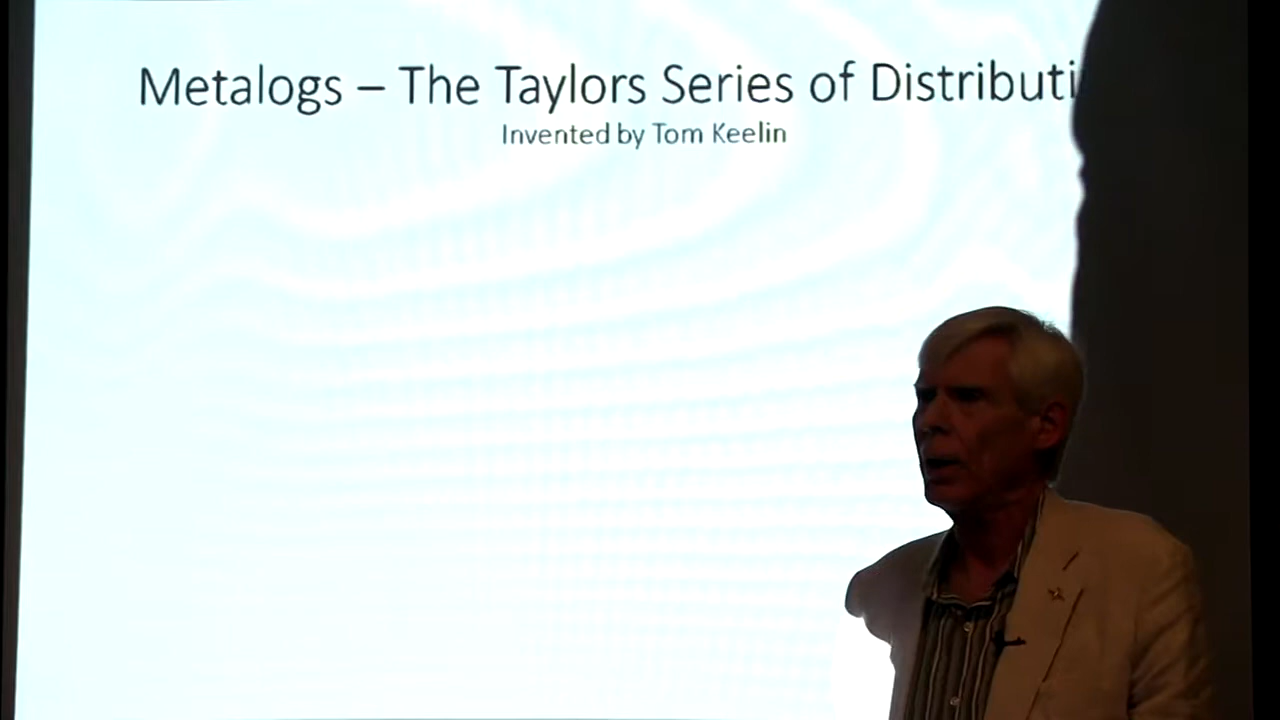 Metalogs – The Taylors Series of Distributi
Invented by Tom Keelin